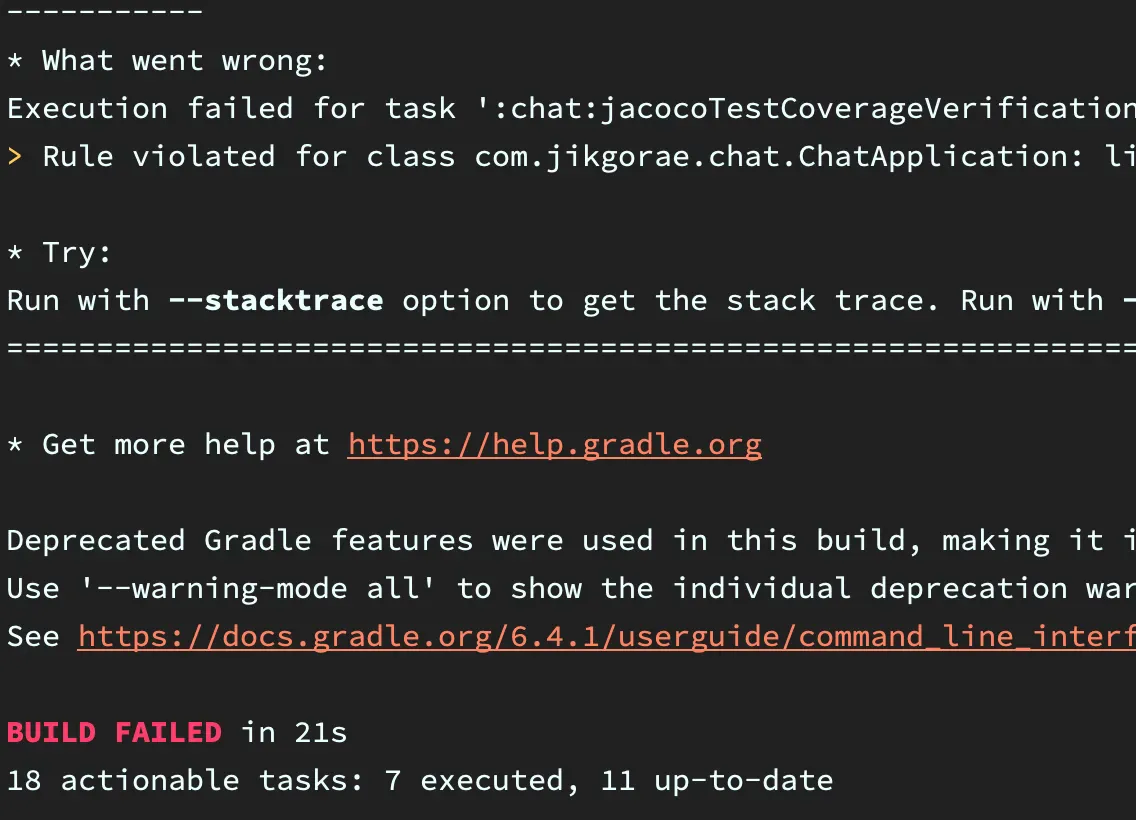 -----------
* What went wrong:
Execution failed for task ':chat:jacocoTestCoverageVerification
> Rule violated for class com.jikgorae.chat.ChatApplication: li
* Try:
Run with --stacktrace option to get the stack trace. Run with -
===============================================================
* Get more help at https://help.gradle.org
Deprecated Gradle features were used in this build, making it i
Use '--warning-mode all' to show the individual deprecation war
See https://docs.gradle.org/6.4.1/userguide/command_line_interf
BUILD FAILED in 21s
18 actionable tasks: 7 executed, 11 up-to-date